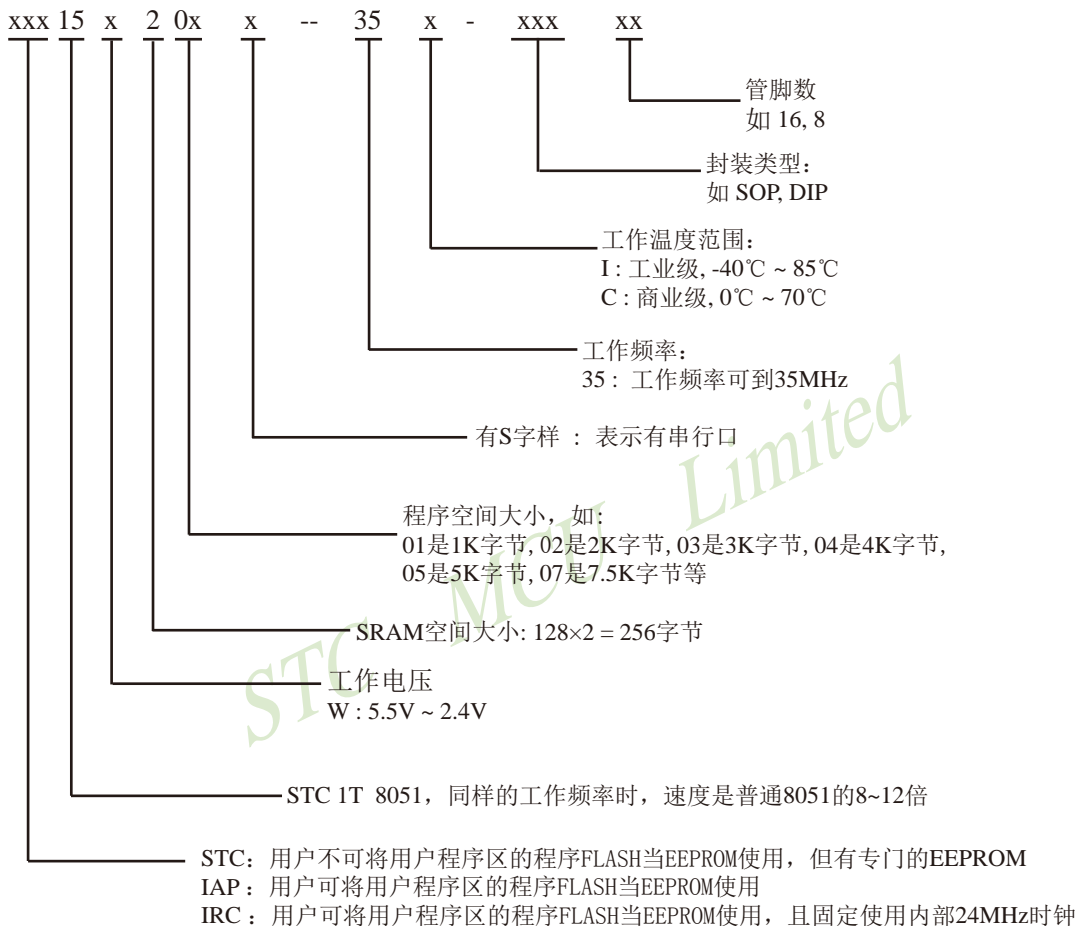 xxx 15 x 2 0x x -- 35 x - xxx xx
管脚数
如 16, 8
封装类型：
如 SOP, DIP
工作温度范围：
I : 工业级, -40℃ ~ 85℃
C : 商业级, 0℃ ~ 70℃
工作频率：
35 : 工作频率可到35MHz
有S字样 : 表示有串行口
程序空间大小，如:
01是1K字节, 02是2K字节, 03是3K字节, 04是4K字节,
05是5K字节, 07是7.5K字节等
SRAM空间大小: 128×2 = 256字节
工作电压
W : 5.5V ~ 2.4V
STC 1T 8051，同样的工作频率时，速度是普通8051的8~12倍
STC：用户不可将用户程序区的程序FLASH当EEPROM使用，但有专门的EEPROM
IAP：用户可将用户程序区的程序FLASH当EEPROM使用
IRC：用户可将用户程序区的程序FLASH当EEPROM使用，且固定使用内部24MHz时钟
STC MCU Limited